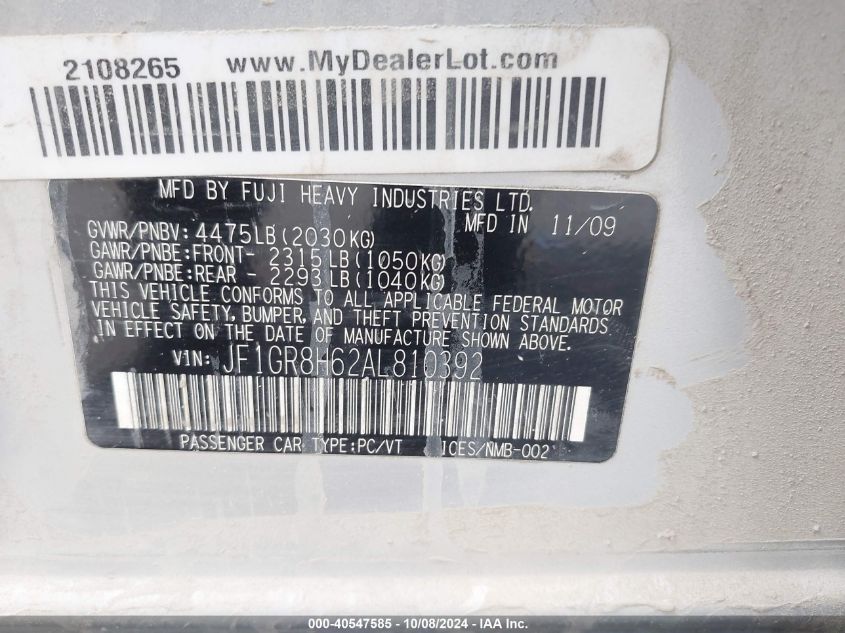 2108265 www.MyDealerLot.com
MFD BY FUJI HEAVY INDUSTRIES LTD.
GVWR/PNBV: 4475LB(2030KG) MFD IN 11/09
GAWR/PNBE:FRONT- 2315LB(1050KG)
GAWR/PNBE:REAR - 2293LB(1040KG)
THIS VEHICLE CONFORMS TO ALL APPLICABLE FEDERAL MOTOR
VEHICLE SAFETY, BUMPER, AND THEFT PREVENTION STANDARDS
IN EFFECT ON THE DATE OF MANUFACTURE SHOWN ABOVE.
VIN: JF1GR8H62AL810392
PASSENGER CAR TYPE:PC/VT ICES/NMB-002
000-40547585 - 10/08/2024 - IAA Inc.